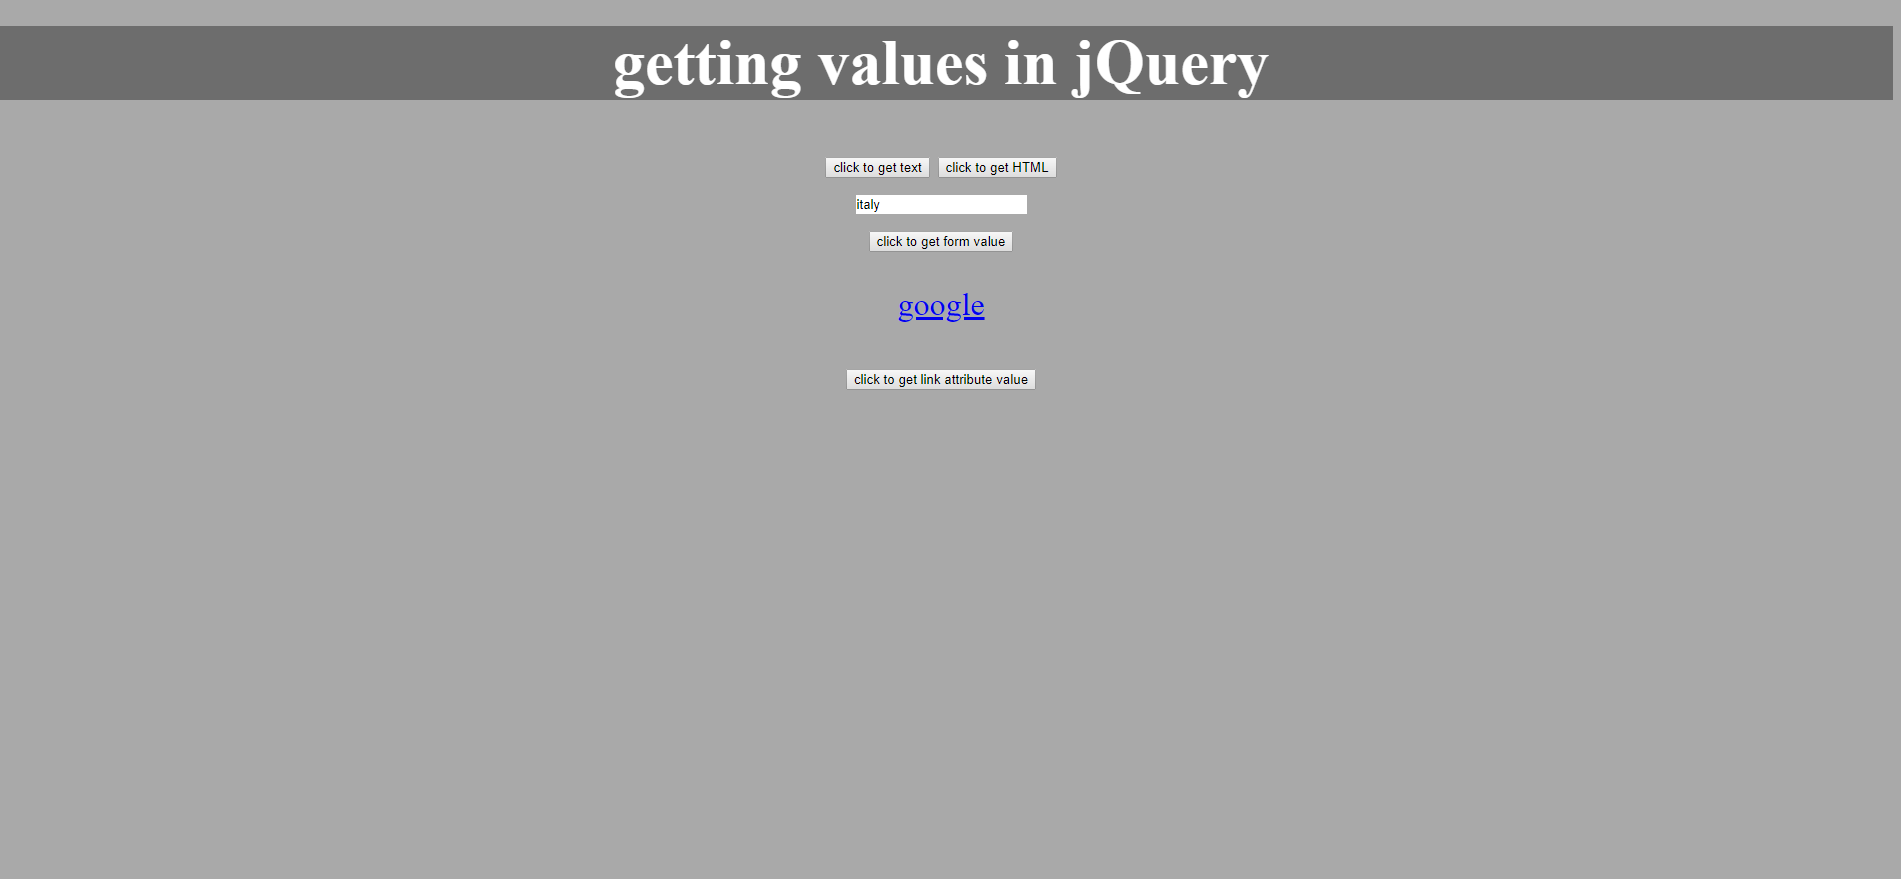 getting values in jQuery
click to get text click to get HTML
italy
click to get form value
google
click to get link attribute value